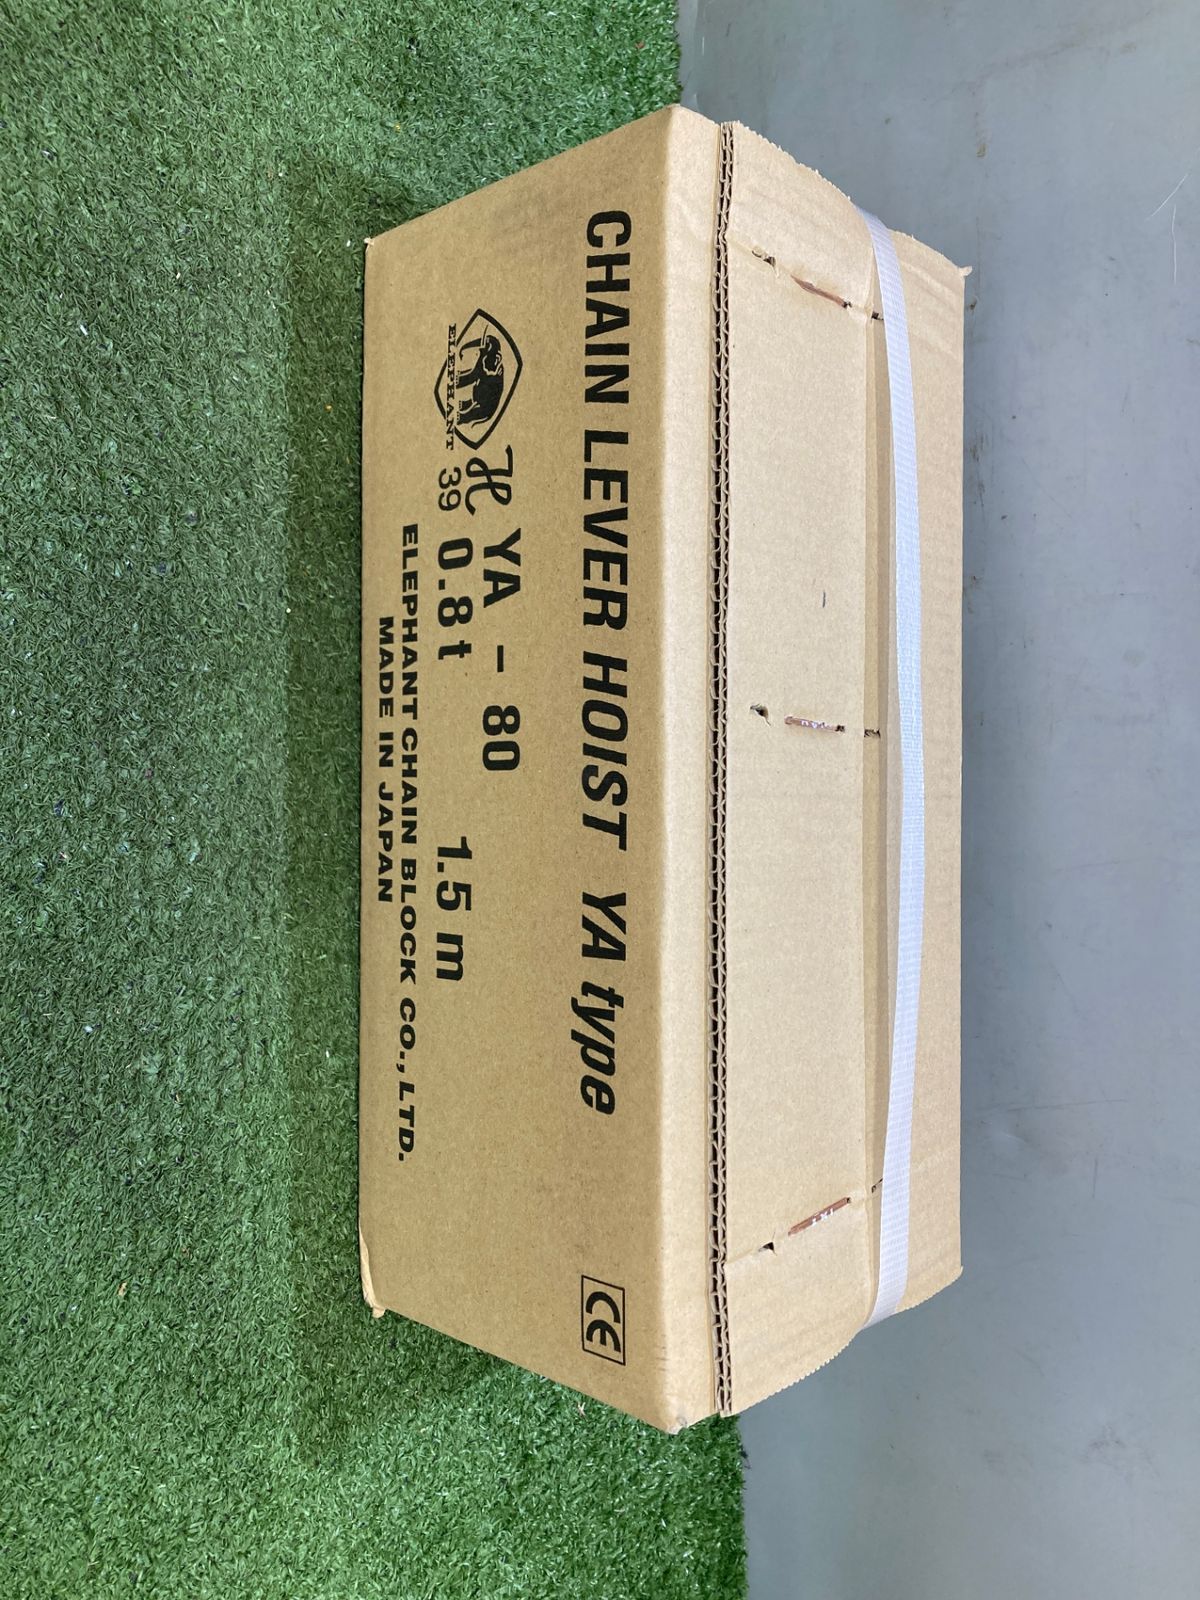 CHAIN LEVER HOIST YA type
CE
ELEPHANT
YA - 80
39 0.8 t 1.5 m
ELEPHANT CHAIN BLOCK CO., LTD.
MADE IN JAPAN